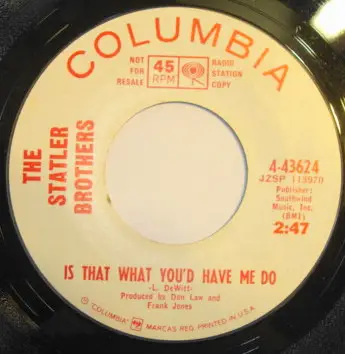 COLUMBIA
NOT FOR RESALE
45 RPM
RADIO STATION COPY
THE STATLER BROTHERS
4-43624
Publisher: Southwind Music, Inc. (BMI)
2:47
IS THAT WHAT YOU'D HAVE ME DO
-L. DeWitt-
Produced by Don Law and
Frank Jones
"COLUMBIA" MARCAS REG. PRINTED IN U.S.A.